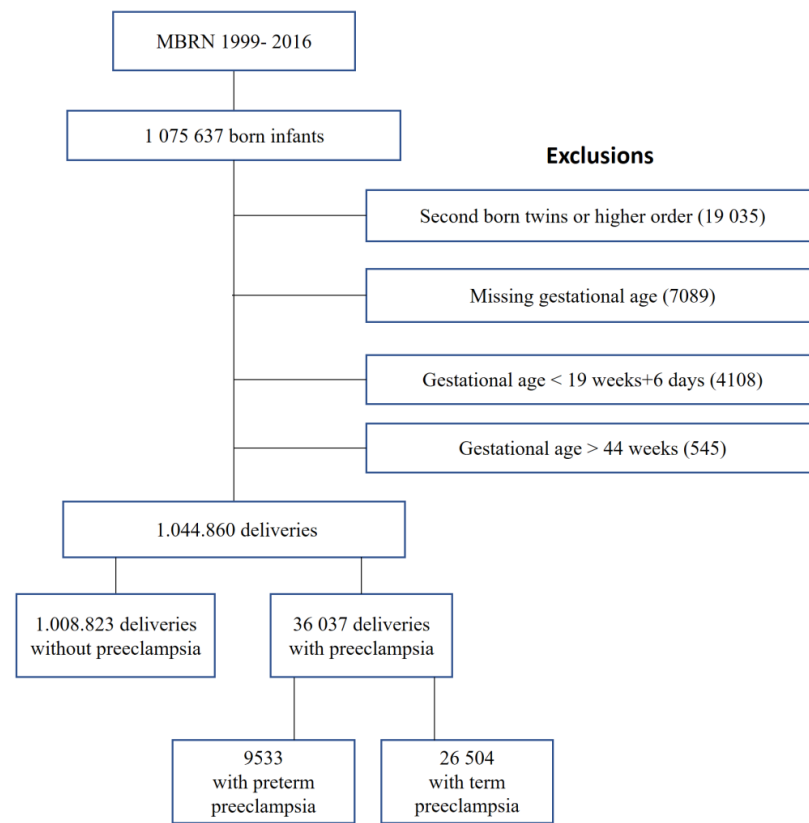 MBRN 1999- 2016
1 075 637 born infants
Exclusions
Second born twins or higher order (19 035)
Missing gestational age (7089)
Gestational age < 19 weeks+6 days (4108)
Gestational age > 44 weeks (545)
1.044.860 deliveries
1.008.823 deliveries
without preeclampsia
36 037 deliveries
with preeclampsia
9533
with preterm
preeclampsia
26 504
with term
preeclampsia